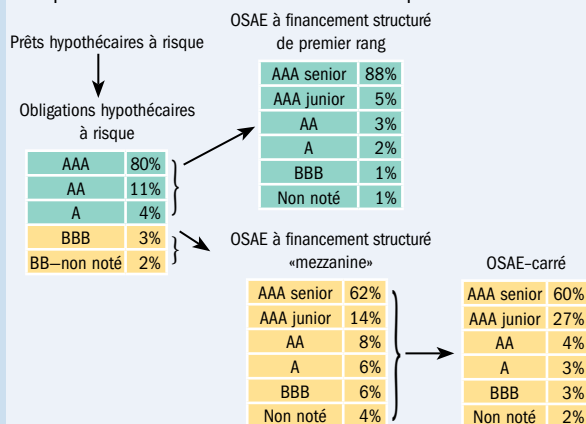 Prêts hypothécaires à risque
Obligations hypothécaires
à risque
AAA 80%
AA 11%
A 4%
BBB 3%
BB—non noté 2%
OSAE à financement structuré
de premier rang
AAA senior 88%
AAA junior 5%
AA 3%
A 2%
BBB 1%
Non noté 1%
OSAE à financement structuré
«mezzanine»
AAA senior 62%
AAA junior 14%
AA 8%
A 6%
BBB 6%
Non noté 4%
OSAE–carré
AAA senior 60%
AAA junior 27%
AA 4%
A 3%
BBB 3%
Non noté 2%